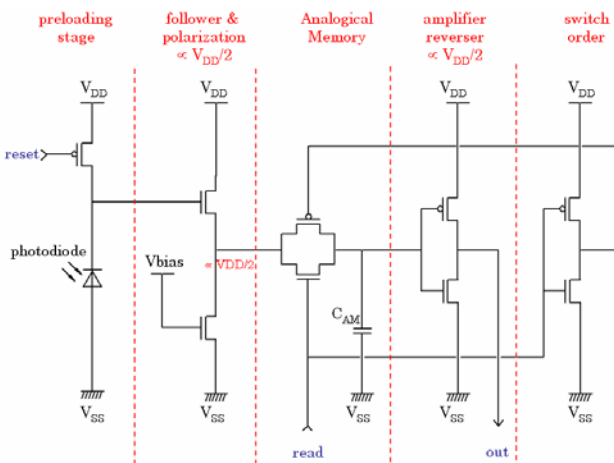 preloading
stage
follower &
polarization
∝ V_DD/2
Analogical
Memory
amplifier
reverser
∝ V_DD/2
switch
order
V_DD
V_DD
V_DD
V_DD
reset
photodiode
Vbias
∝ VDD/2
C_AM
V_SS
V_SS
V_SS
V_SS
V_SS
read
out